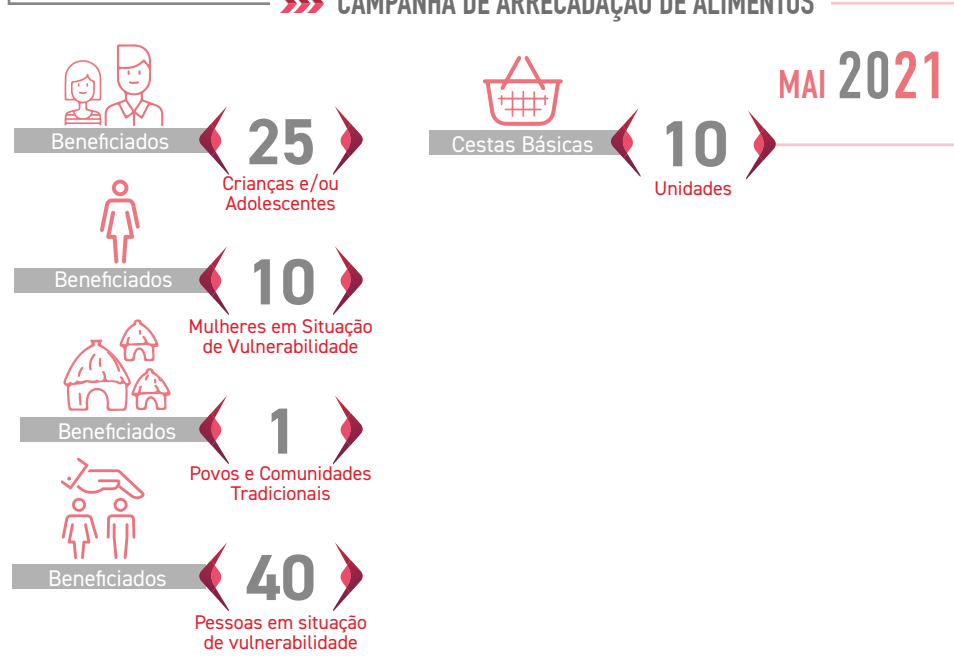 CAMPANHA DE ARRECADAÇÃO DE ALIMENTOS
MAI 2021
Beneficiados
25
Crianças e/ou
Adolescentes
Beneficiados
10
Mulheres em Situação
de Vulnerabilidade
Beneficiados
1
Povos e Comunidades
Tradicionais
Beneficiados
40
Pessoas em situação
de vulnerabilidade
Cestas Básicas
10
Unidades